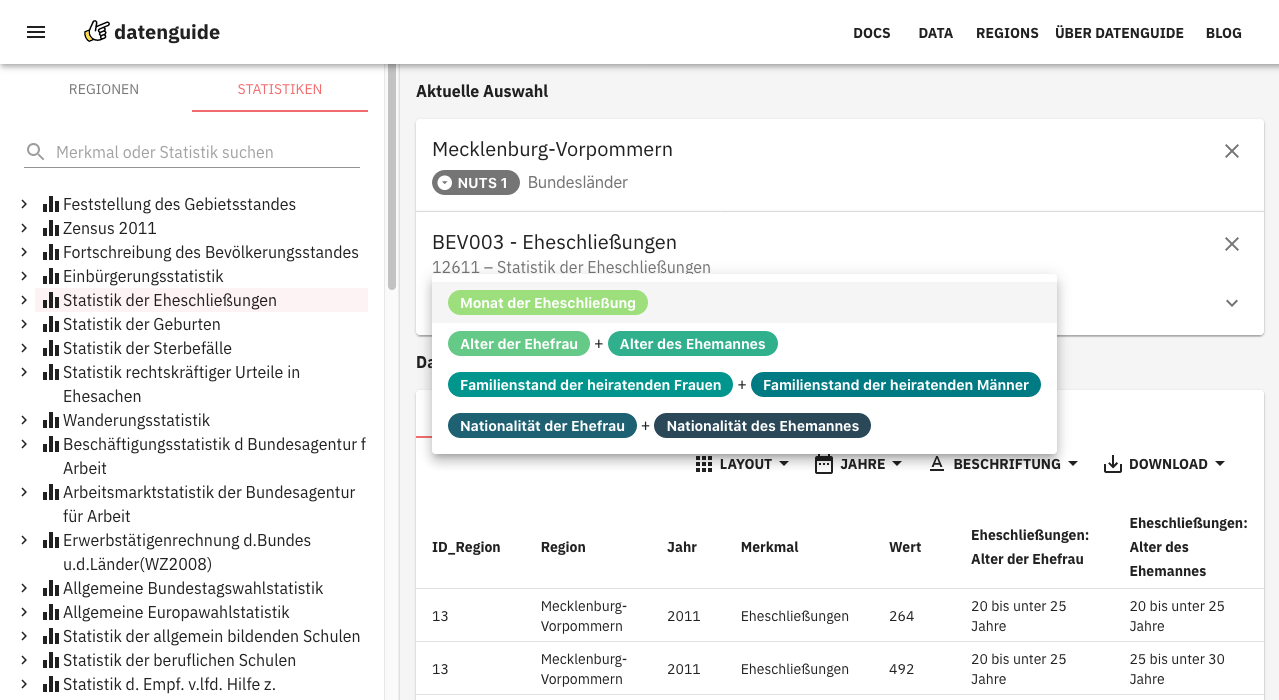 datenguide
DOCS DATA REGIONS ÜBER DATENGUIDE BLOG
REGIONEN STATISTIKEN
Merkmal oder Statistik suchen
Feststellung des Gebietsstandes
Zensus 2011
Fortschreibung des Bevölkerungsstandes
Einbürgerungsstatistik
Statistik der Eheschließungen
Statistik der Geburten
Statistik der Sterbefälle
Statistik rechtskräftiger Urteile in
Ehesachen
Wanderungsstatistik
Beschäftigungsstatistik d Bundesagentur f
Arbeit
Arbeitsmarktstatistik der Bundesagentur
für Arbeit
Erwerbstätigenrechnung d.Bundes
u.d.Länder(WZ2008)
Allgemeine Bundestagswahlstatistik
Allgemeine Europawahlstatistik
Statistik der allgemein bildenden Schulen
Statistik der beruflichen Schulen
Statistik d. Empf. v.lfd. Hilfe z.
Aktuelle Auswahl
Mecklenburg-Vorpommern
NUTS 1 Bundesländer
BEV003 - Eheschließungen
12611 – Statistik der Eheschließungen
Monat der Eheschließung
Alter der Ehefrau + Alter des Ehemannes
Familienstand der heiratenden Frauen + Familienstand der heiratenden Männer
Nationalität der Ehefrau + Nationalität des Ehemannes
LAYOUT JAHRE BESCHRIFTUNG DOWNLOAD
ID_Region Region Jahr Merkmal Wert Eheschließungen: Alter der Ehefrau Eheschließungen: Alter des Ehemannes
13 Mecklenburg-Vorpommern 2011 Eheschließungen 264 20 bis unter 25 Jahre 20 bis unter 25 Jahre
13 Mecklenburg-Vorpommern 2011 Eheschließungen 492 20 bis unter 25 Jahre 25 bis unter 30 Jahre